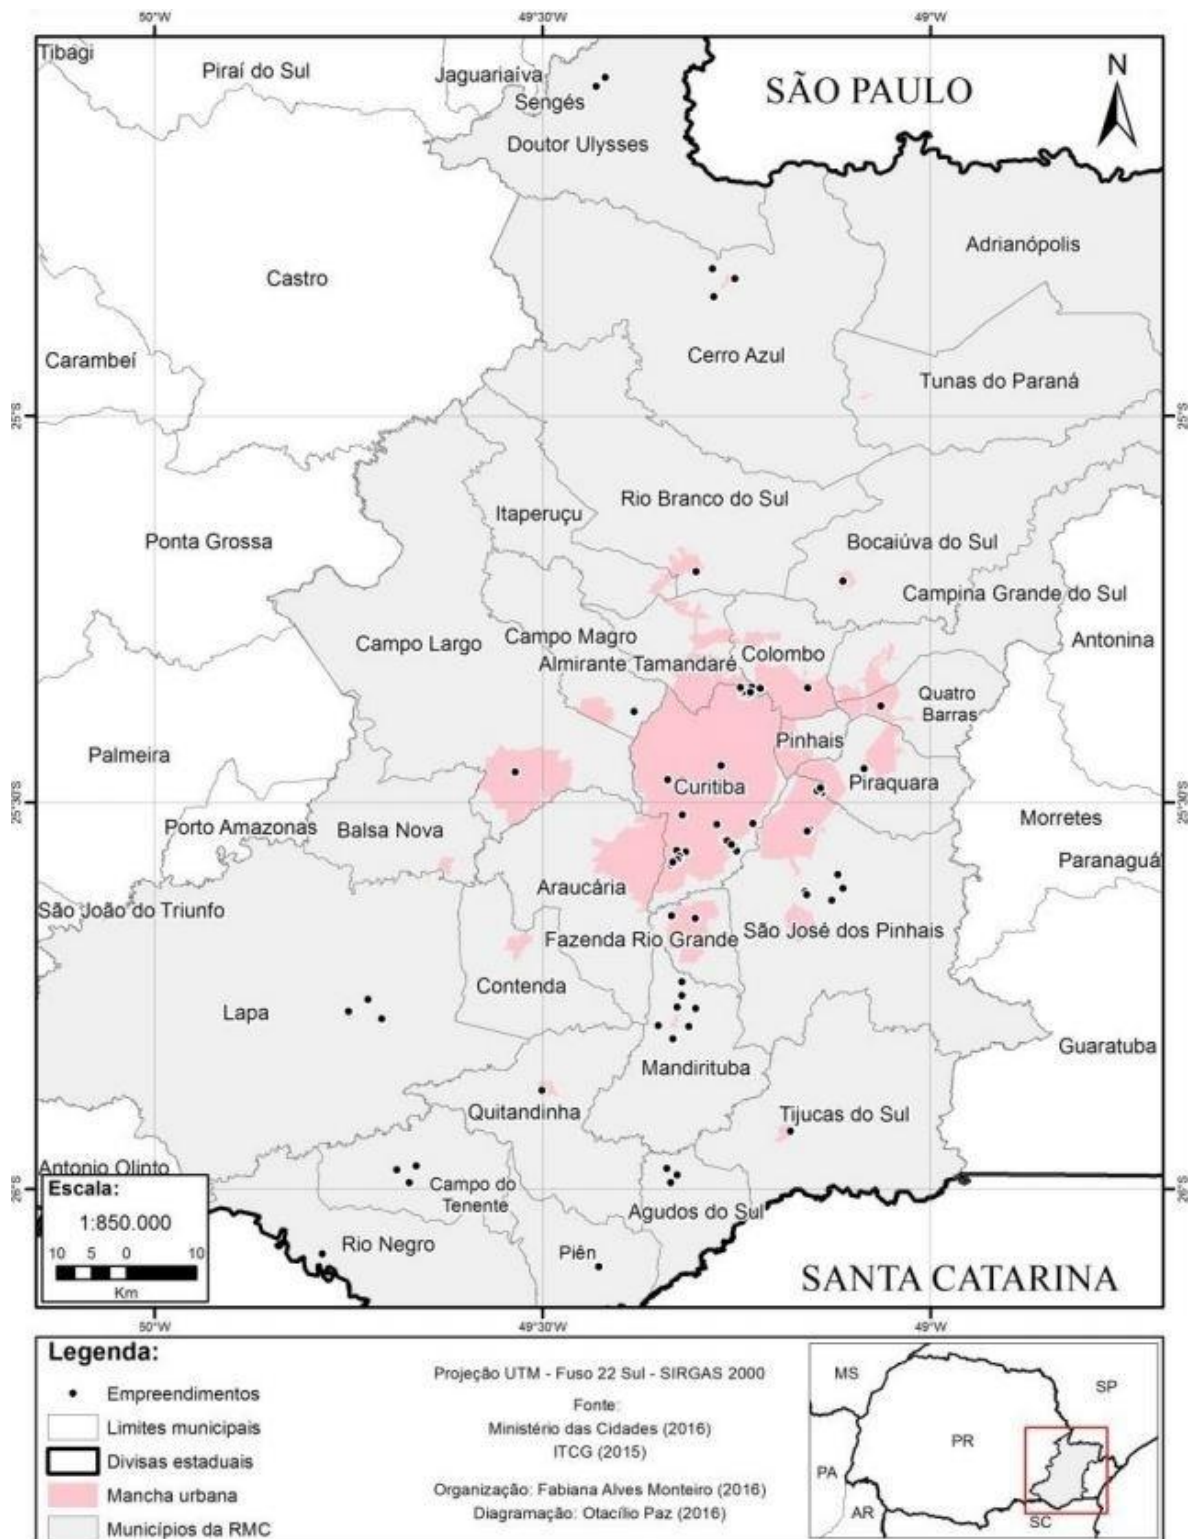 50°W 49°30'W 49°W
Tibagi
Piraí do Sul
Jaguariaíva
Sengés
SÃO PAULO
N
Doutor Ulysses
Adrianópolis
Castro
Carambeí
Cerro Azul
Tunas do Paraná
25°S 25°S
Rio Branco do Sul
Itaperuçu
Ponta Grossa
Bocaiúva do Sul
Campina Grande do Sul
Campo Largo
Campo Magro
Antonina
Almirante Tamandaré
Colombo
Quatro
Barras
Pinhais
Palmeira
Piraquara
Curitiba
25°30'S 25°30'S
Porto Amazonas
Balsa Nova
Morretes
Paranaguá
Araucária
São João do Triunfo
Fazenda Rio Grande
São José dos Pinhais
Contenda
Lapa
Guaratuba
Mandirituba
Quitandinha
Tijucas do Sul
Antonio Olinto
Campo do
Tenente
26°S 26°S
Agudos do Sul
Rio Negro
Piên
SANTA CATARINA
Escala:
1:850.000
10 5 0 10
Km
50°W 49°30'W 49°W
Legenda:
Empreendimentos
Limites municipais
Divisas estaduais
Mancha urbana
Municípios da RMC
Projeção UTM - Fuso 22 Sul - SIRGAS 2000
Fonte:
Ministério das Cidades (2016)
ITCG (2015)
Organização: Fabiana Alves Monteiro (2016)
Diagramação: Otacílio Paz (2016)
MS
SP
PR
PA
AR
SC